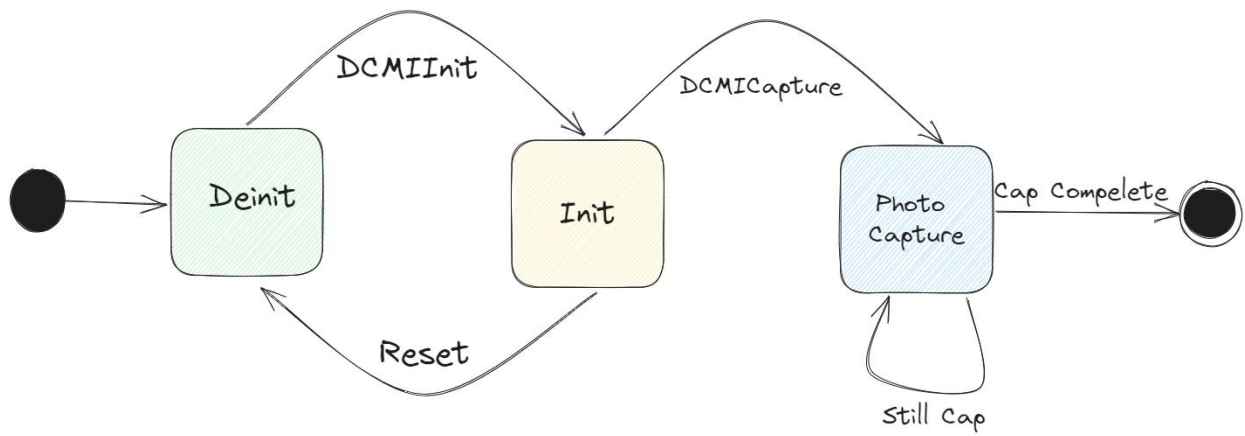 DCMIInit
DCMICapture
Deinit
Init
Photo
Capture
Cap Compelete
Reset
Still Cap